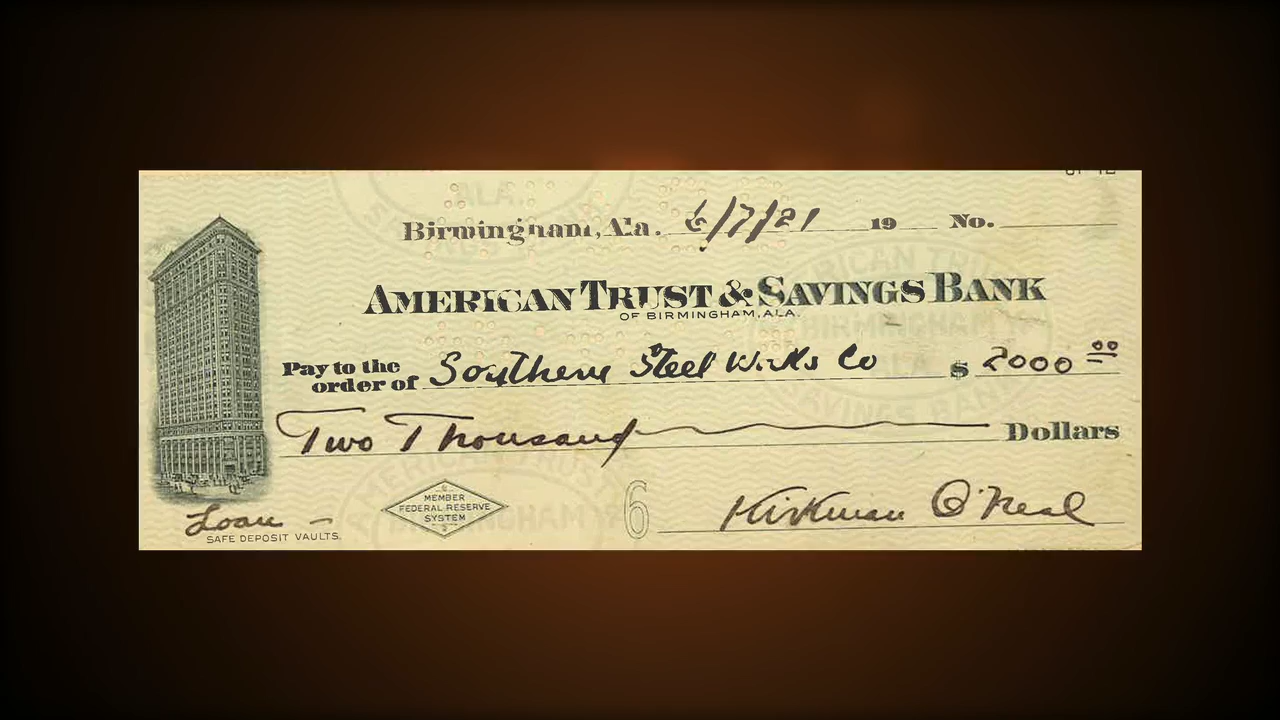 Birmingham, Ala. 6/7/21 19 No.
AMERICAN TRUST & SAVINGS BANK
OF BIRMINGHAM, ALA.
Pay to the order of Southern Steel Works Co $ 2000 00
Two Thousand Dollars
MEMBER
FEDERAL RESERVE
SYSTEM
6
Kirkman O'Neal
Loan —
SAFE DEPOSIT VAULTS.